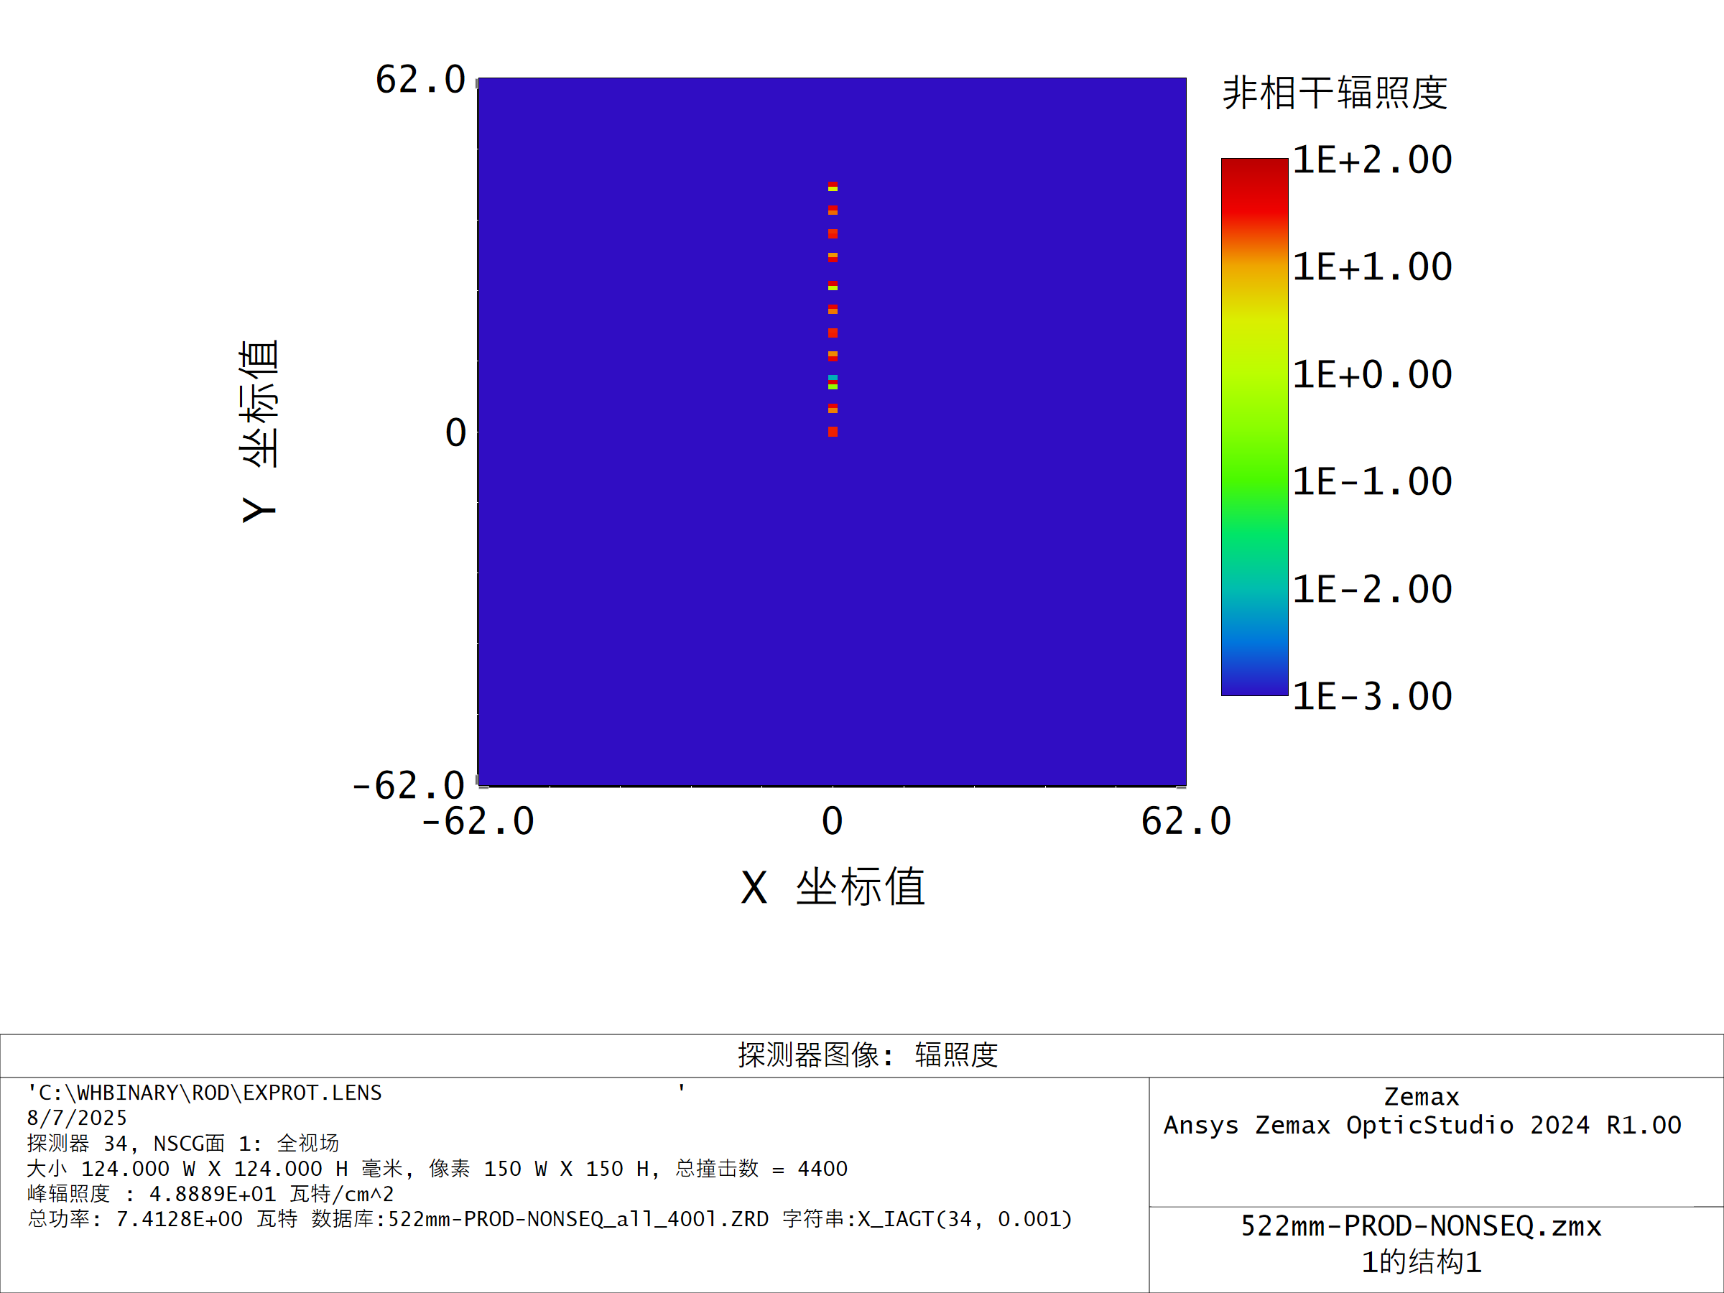 62.0
0
-62.0
Y 坐标值
-62.0
0
62.0
X 坐标值
非相干辐照度
1E+2.00
1E+1.00
1E+0.00
1E-1.00
1E-2.00
1E-3.00
探测器图像: 辐照度
'C:\WHBINARY\ROD\EXPROT.LENS '
8/7/2025
探测器 34, NSCG面 1: 全视场
大小 124.000 W X 124.000 H 毫米, 像素 150 W X 150 H, 总撞击数 = 4400
峰辐照度 : 4.8889E+01 瓦特/cm^2
总功率: 7.4128E+00 瓦特 数据库:522mm-PROD-NONSEQ_all_400l.ZRD 字符串:X_IAGT(34, 0.001)
Zemax
Ansys Zemax OpticStudio 2024 R1.00
522mm-PROD-NONSEQ.zmx
1的结构1